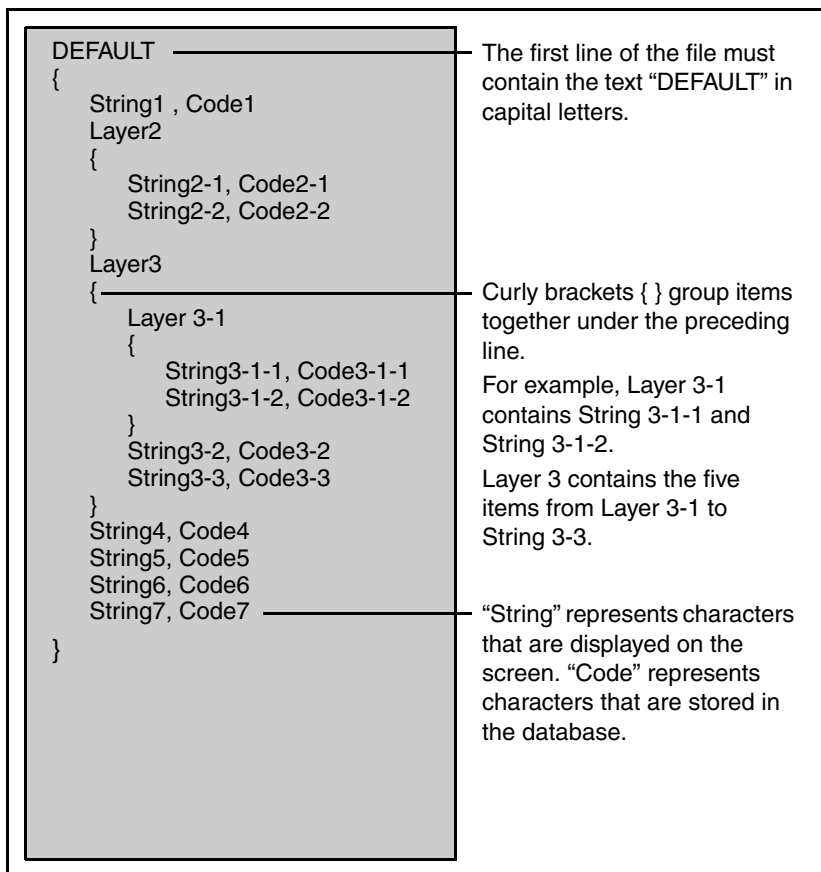 DEFAULT
{
String1 , Code1
Layer2
{
String2-1, Code2-1
String2-2, Code2-2
}
Layer3
{
Layer 3-1
{
String3-1-1, Code3-1-1
String3-1-2, Code3-1-2
}
String3-2, Code3-2
String3-3, Code3-3
}
String4, Code4
String5, Code5
String6, Code6
String7, Code7
}
The first line of the file must
contain the text “DEFAULT” in
capital letters.
Curly brackets { } group items
together under the preceding
line.
For example, Layer 3-1
contains String 3-1-1 and
String 3-1-2.
Layer 3 contains the five
items from Layer 3-1 to
String 3-3.
“String” represents characters
that are displayed on the
screen. “Code” represents
characters that are stored in
the database.